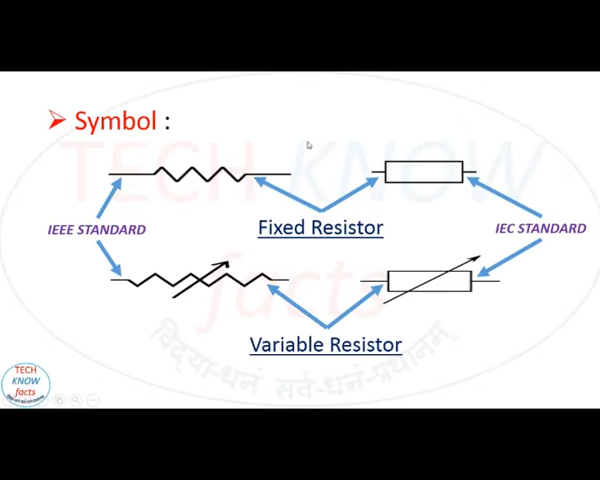 ➢ Symbol :
TECH KNOW
facts
IEEE STANDARD
Fixed Resistor
IEC STANDARD
Variable Resistor
विद्या-धनं सर्व-धनं-प्रधानम्
TECH
KNOW
facts